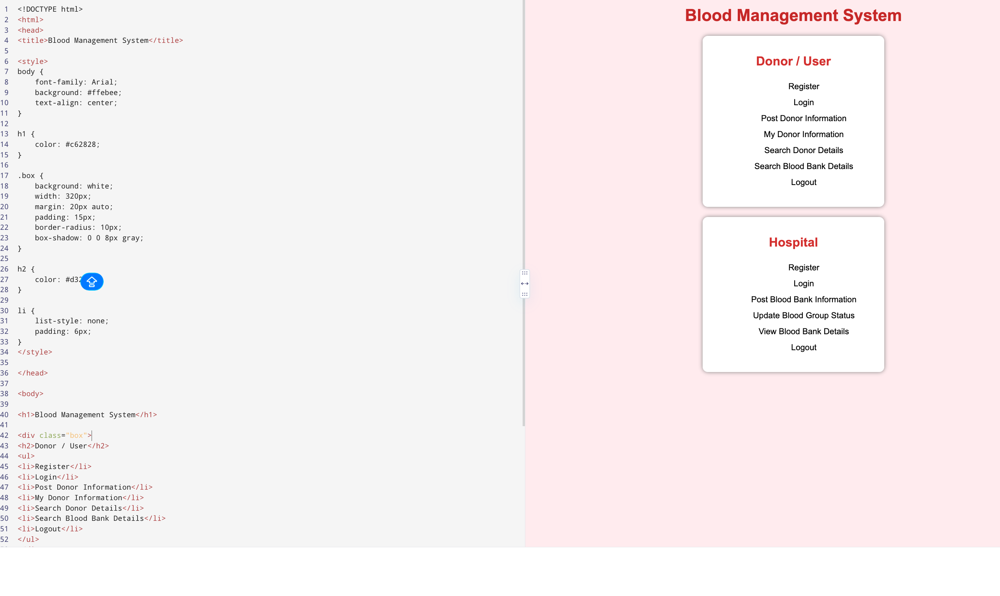 1 <!DOCTYPE html>
2 <html>
3 <head>
4 <title>Blood Management System</title>
5
6 <style>
7 body {
8     font-family: Arial;
9     background: #ffebee;
10     text-align: center;
11 }
12
13 h1 {
14     color: #c62828;
15 }
16
17 .box {
18     background: white;
19     width: 320px;
20     margin: 20px auto;
21     padding: 15px;
22     border-radius: 10px;
23     box-shadow: 0 0 8px gray;
24 }
25
26 h2 {
27     color: #d32
28 }
29
30 li {
31     list-style: none;
32     padding: 6px;
33 }
34 </style>
35
36 </head>
37
38 <body>
39
40 <h1>Blood Management System</h1>
41
42 <div class="box">
43 <h2>Donor / User</h2>
44 <ul>
45 <li>Register</li>
46 <li>Login</li>
47 <li>Post Donor Information</li>
48 <li>My Donor Information</li>
49 <li>Search Donor Details</li>
50 <li>Search Blood Bank Details</li>
51 <li>Logout</li>
52 </ul>
Blood Management System
Donor / User
Register
Login
Post Donor Information
My Donor Information
Search Donor Details
Search Blood Bank Details
Logout
Hospital
Register
Login
Post Blood Bank Information
Update Blood Group Status
View Blood Bank Details
Logout